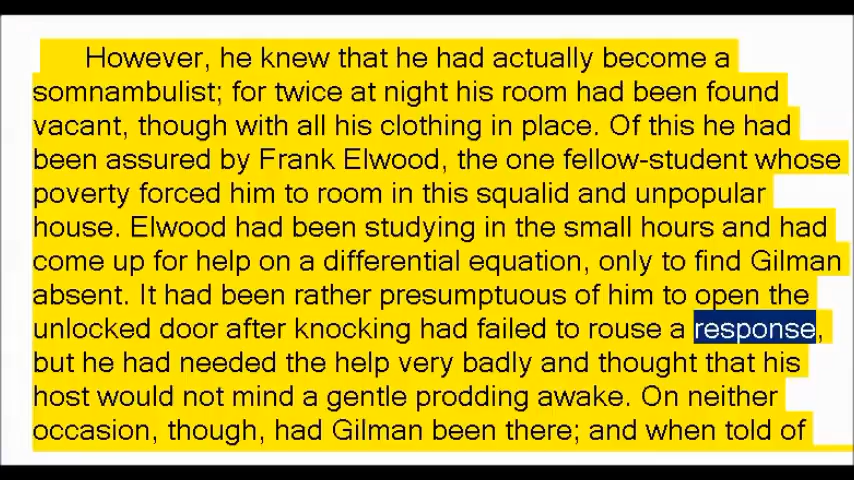 However, he knew that he had actually become a
somnambulist; for twice at night his room had been found
vacant, though with all his clothing in place. Of this he had
been assured by Frank Elwood, the one fellow-student whose
poverty forced him to room in this squalid and unpopular
house. Elwood had been studying in the small hours and had
come up for help on a differential equation, only to find Gilman
absent. It had been rather presumptuous of him to open the
unlocked door after knocking had failed to rouse a response,
but he had needed the help very badly and thought that his
host would not mind a gentle prodding awake. On neither
occasion, though, had Gilman been there; and when told of